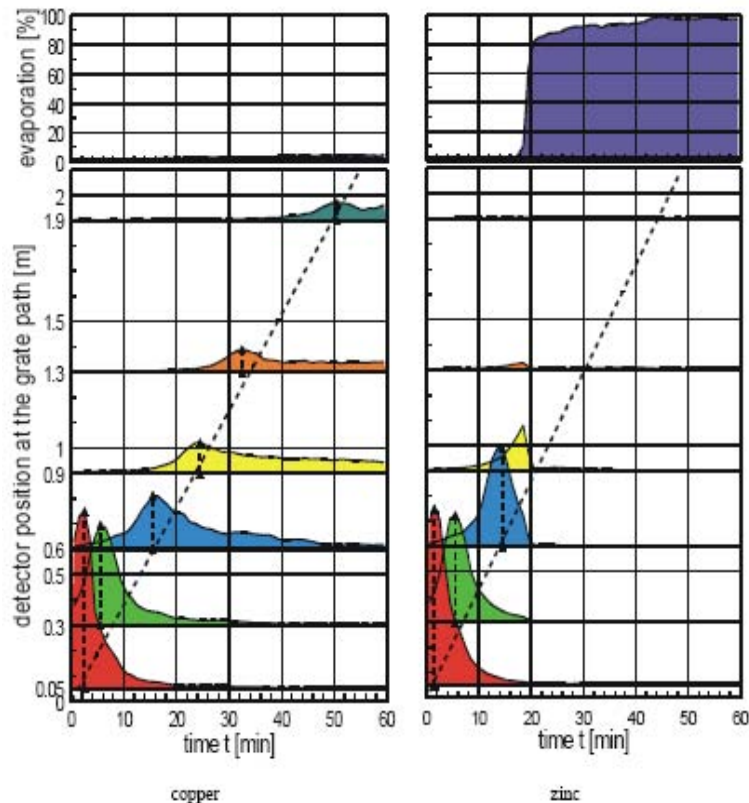 evaporation [%]
100
80
60
40
20
0
detector position at the grate path [m]
2
1.9
1.5
1.3
1
0.9
0.6
0.5
0.3
0.05
0
0 10 20 30 40 50 60
0 10 20 30 40 50 60
time t [min]
time t [min]
copper
zinc